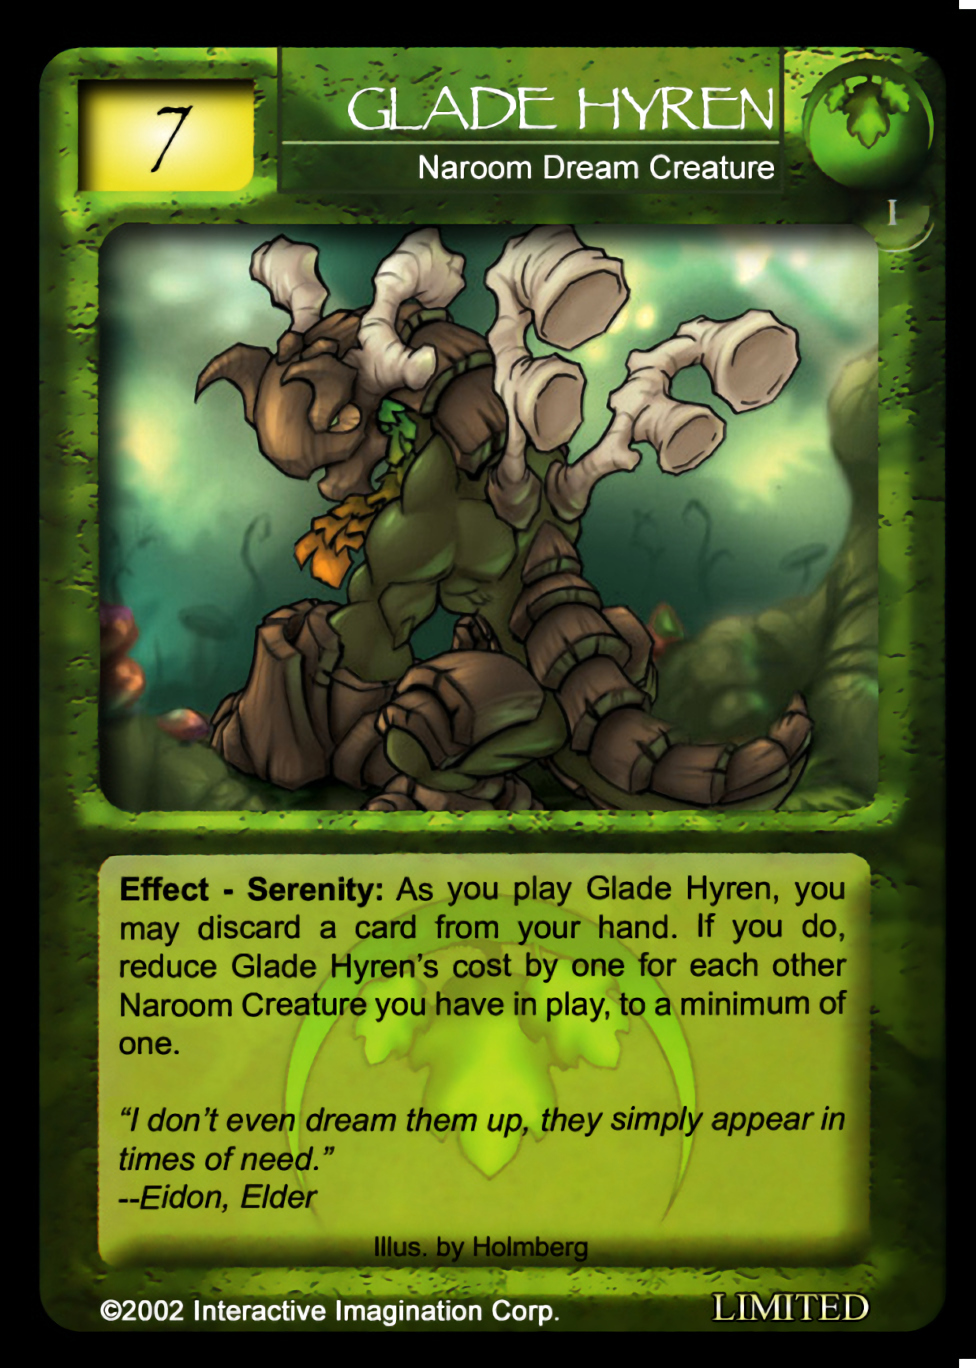 7
GLADE HYREN
Naroom Dream Creature
I
Effect - Serenity: As you play Glade Hyren, you
may discard a card from your hand. If you do,
reduce Glade Hyren's cost by one for each other
Naroom Creature you have in play, to a minimum of
one.
“I don't even dream them up, they simply appear in
times of need.”
--Eidon, Elder
Illus. by Holmberg
©2002 Interactive Imagination Corp.
LIMITED